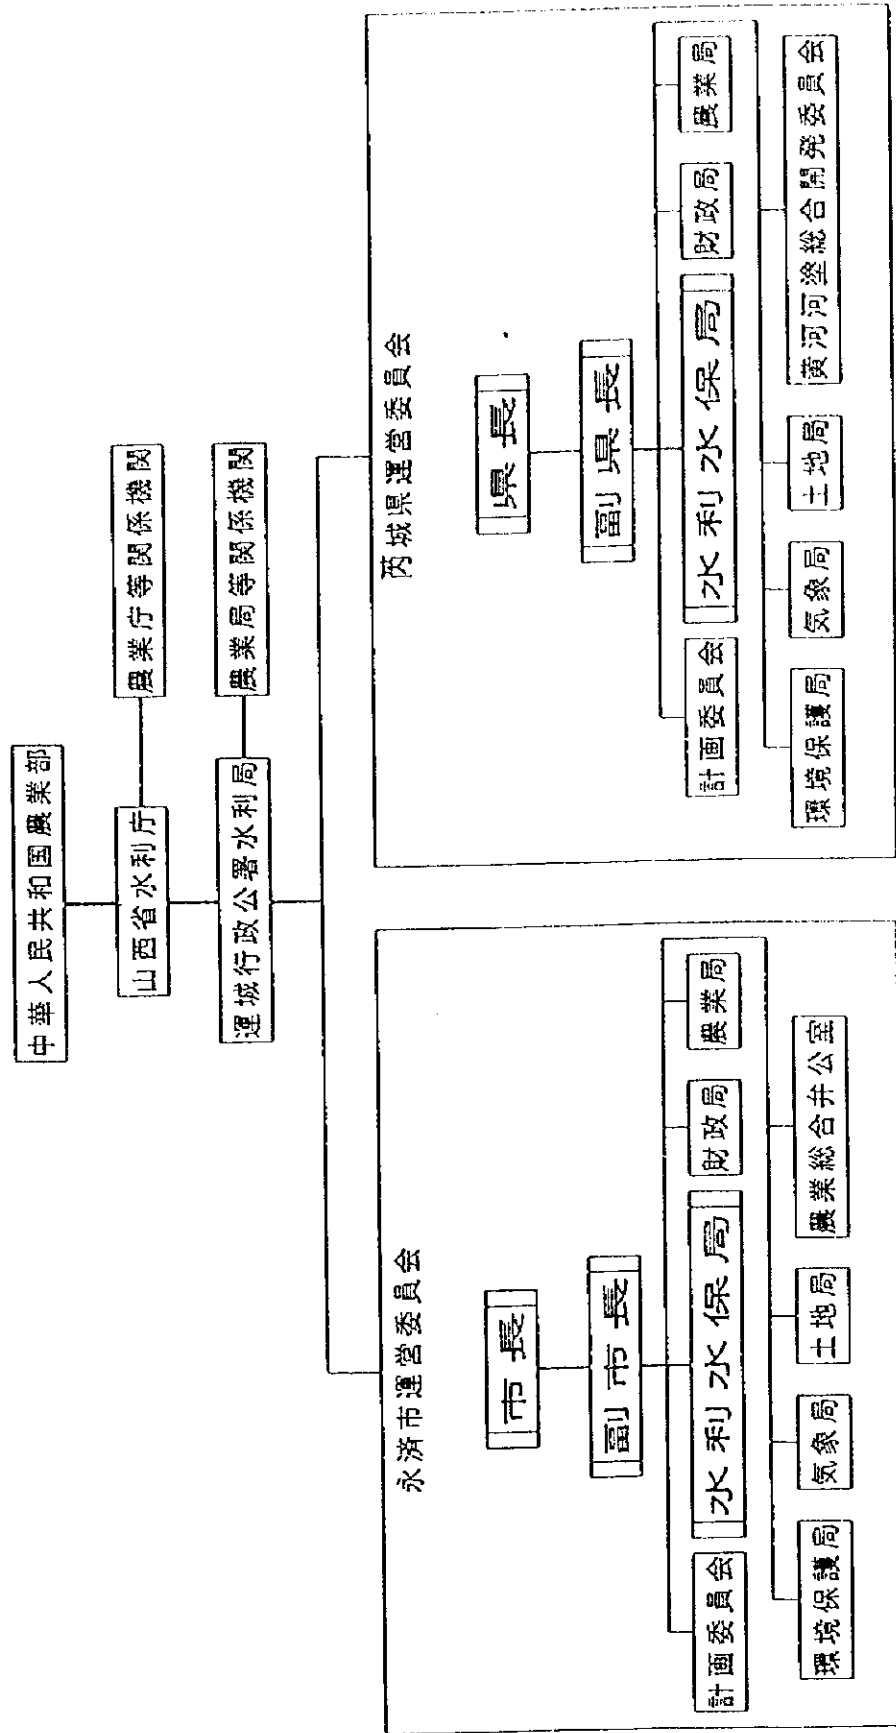 中華人民共和国農業部
山西省水利庁
農業庁等関係機関
運城行政公署水利局
農業局等関係機関
永済市運営委員会
市長
副市長
計画委員会
水利水保局
財政局
農業局
環境保護局
気象局
土地局
農業総合弁公室
芮城県運営委員会
県長
副県長
計画委員会
水利水保局
財政局
農業局
環境保護局
気象局
土地局
黄河河塗総合開発委員会